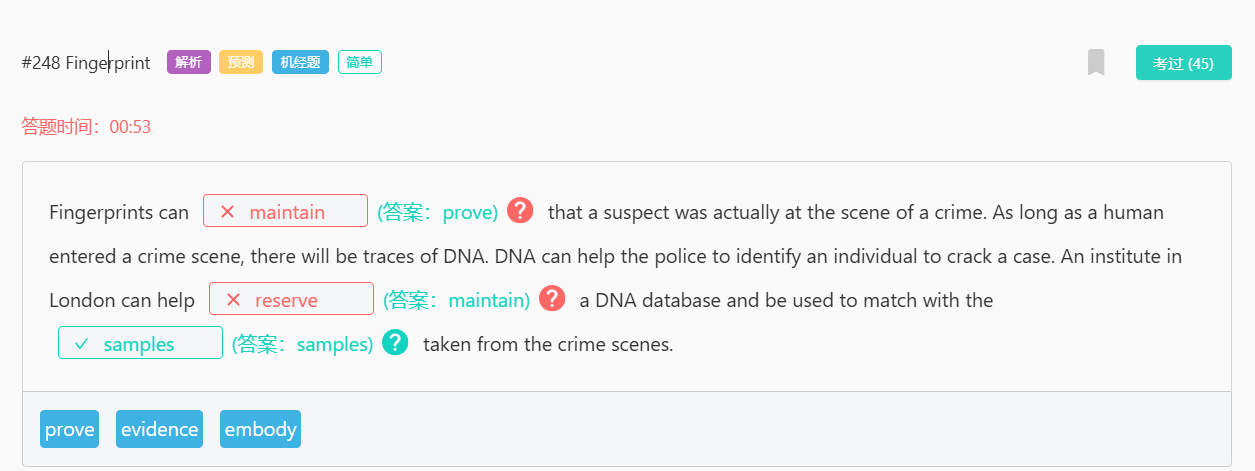 #248 Fingerprint 解析 预测 机经题 简单 考过 (45)
答题时间：00:53
Fingerprints can × maintain (答案：prove) ? that a suspect was actually at the scene of a crime. As long as a human
entered a crime scene, there will be traces of DNA. DNA can help the police to identify an individual to crack a case. An institute in
London can help × reserve (答案：maintain) ? a DNA database and be used to match with the
✓ samples (答案：samples) ? taken from the crime scenes.
prove evidence embody